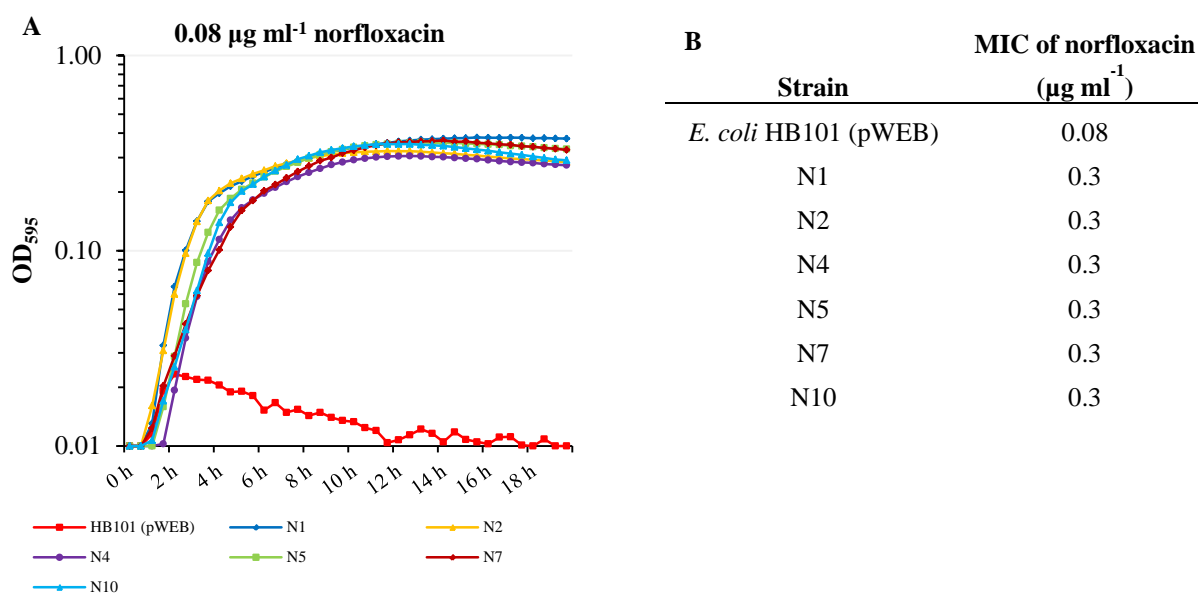 A
0.08 µg ml⁻¹ norfloxacin
1.00
0.10
0.01
OD₅₉₅
0 h
2 h
4 h
6 h
8 h
10 h
12 h
14 h
16 h
18 h
HB101 (pWEB)
N1
N2
N4
N5
N7
N10
B
MIC of norfloxacin
Strain
(µg ml⁻¹)
E. coli HB101 (pWEB) 0.08
N1 0.3
N2 0.3
N4 0.3
N5 0.3
N7 0.3
N10 0.3